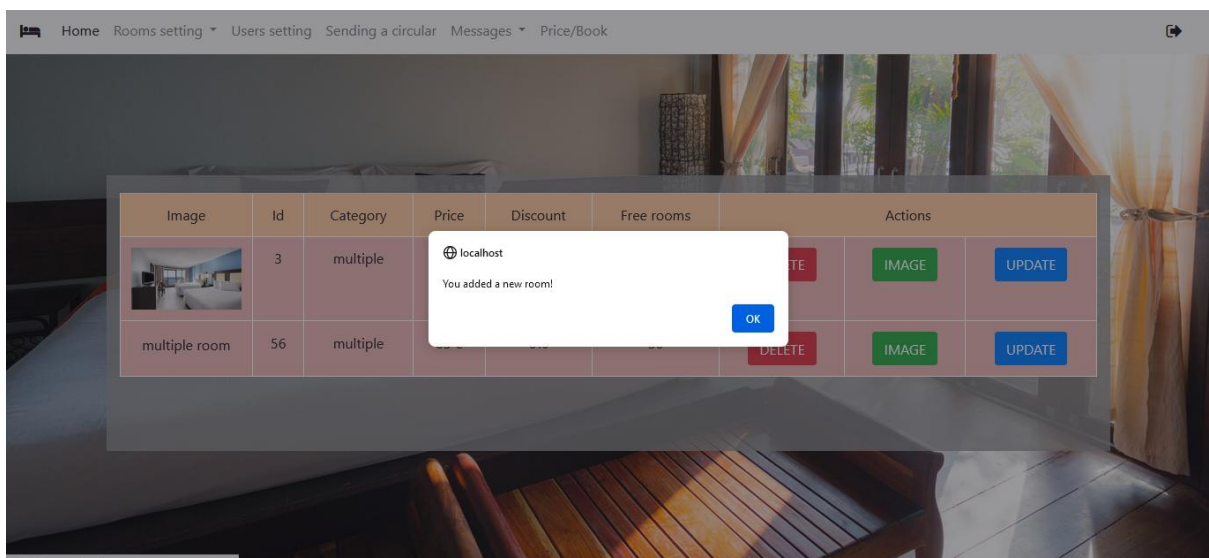 Home Rooms setting Users setting Sending a circular Messages Price/Book
Image Id Category Price Discount Free rooms Actions
3 multiple IMAGE UPDATE
localhost
You added a new room!
OK
multiple room 56 multiple DELETE IMAGE UPDATE